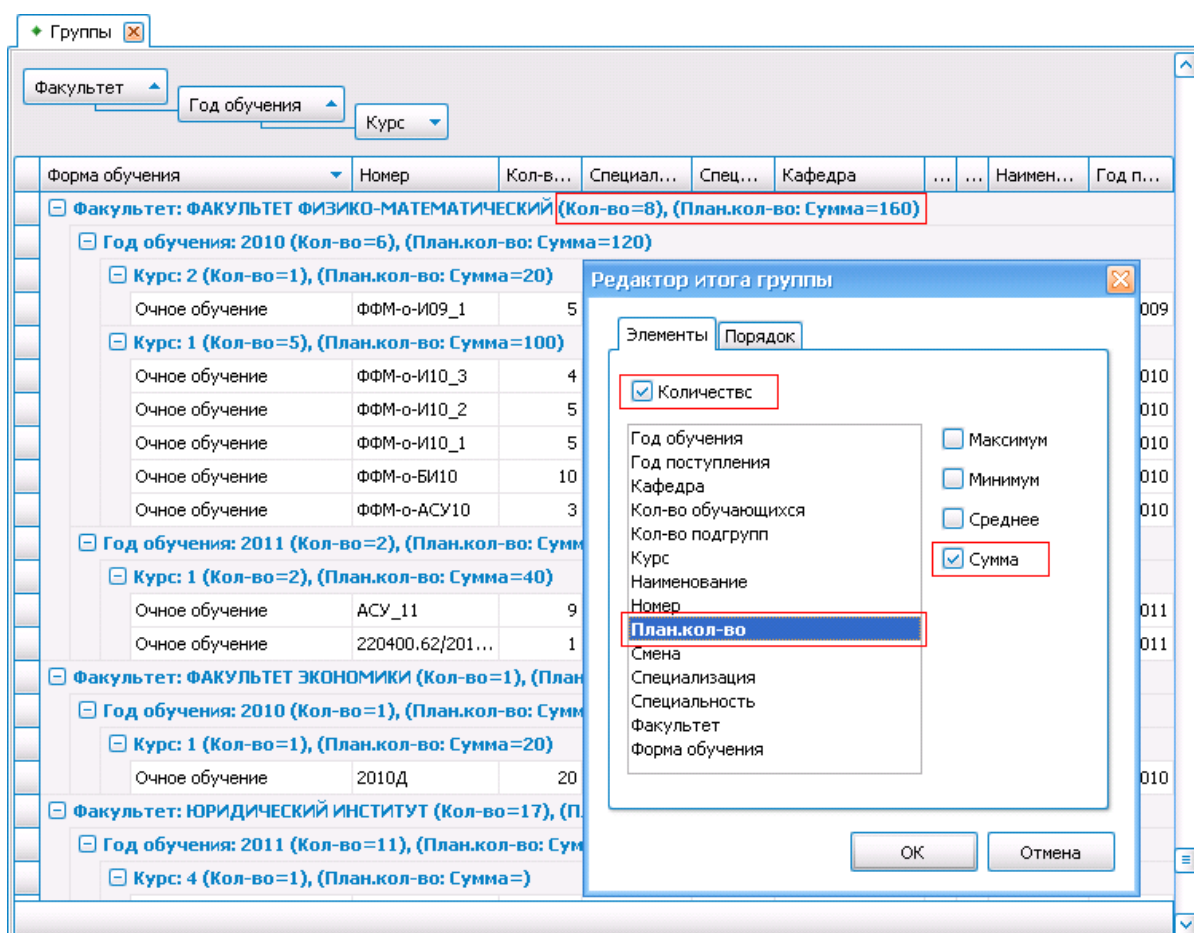 Группы
Факультет
Год обучения
Курс
Форма обучения Номер Кол-в... Специал... Спец... Кафедра ... ... Наимен... Год п...
Факультет: ФАКУЛЬТЕТ ФИЗИКО-МАТЕМАТИЧЕСКИЙ (Кол-во=8), (План.кол-во: Сумма=160)
Год обучения: 2010 (Кол-во=6), (План.кол-во: Сумма=120)
Курс: 2 (Кол-во=1), (План.кол-во: Сумма=20)
Очное обучение ФФМ-о-И09_1 5 009
Курс: 1 (Кол-во=5), (План.кол-во: Сумма=100)
Очное обучение ФФМ-о-И10_3 4 010
Очное обучение ФФМ-о-И10_2 5 010
Очное обучение ФФМ-о-И10_1 5 010
Очное обучение ФФМ-о-БИ10 10 010
Очное обучение ФФМ-о-АСУ10 3 010
Год обучения: 2011 (Кол-во=2), (План.кол-во: Сумм
Курс: 1 (Кол-во=2), (План.кол-во: Сумма=40)
Очное обучение АСУ_11 9 011
Очное обучение 220400.62/201... 1 011
Факультет: ФАКУЛЬТЕТ ЭКОНОМИКИ (Кол-во=1), (План
Год обучения: 2010 (Кол-во=1), (План.кол-во: Сумм
Курс: 1 (Кол-во=1), (План.кол-во: Сумма=20)
Очное обучение 2010Д 20 010
Факультет: ЮРИДИЧЕСКИЙ ИНСТИТУТ (Кол-во=17), (П.
Год обучения: 2011 (Кол-во=11), (План.кол-во: Сум
Курс: 4 (Кол-во=1), (План.кол-во: Сумма=)
Редактор итога группы
Элементы Порядок
Количествс
Год обучения
Год поступления
Кафедра
Кол-во обучающихся
Кол-во подгрупп
Курс
Наименование
Номер
План.кол-во
Смена
Специализация
Специальность
Факультет
Форма обучения
Максимум
Минимум
Среднее
Сумма
ОК Отмена